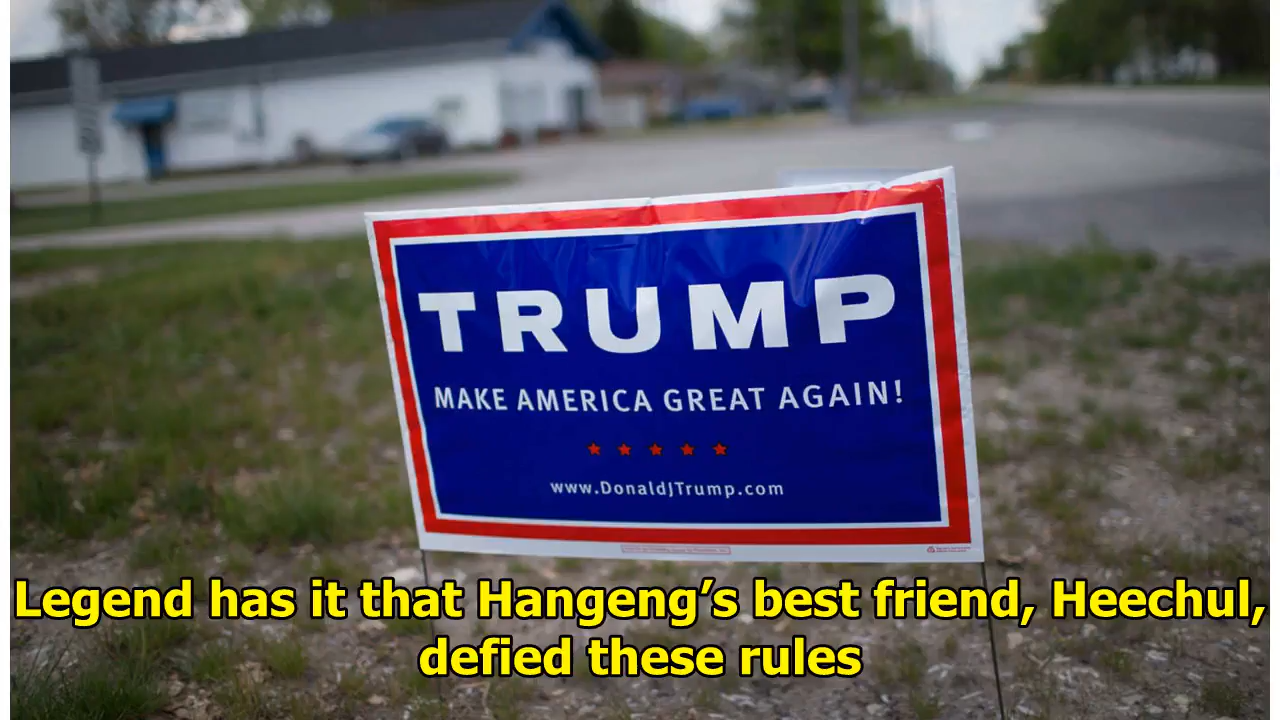 TRUMP
MAKE AMERICA GREAT AGAIN!
www.DonaldJTrump.com
Legend has it that Hangeng’s best friend, Heechul,
defied these rules